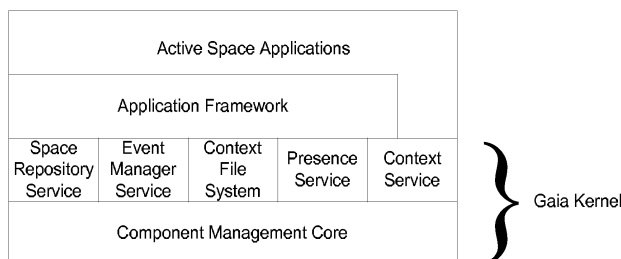 Active Space Applications
Application Framework
Space
Repository
Service
Event
Manager
Service
Context
File
System
Presence
Service
Context
Service
Component Management Core
Gaia Kernel